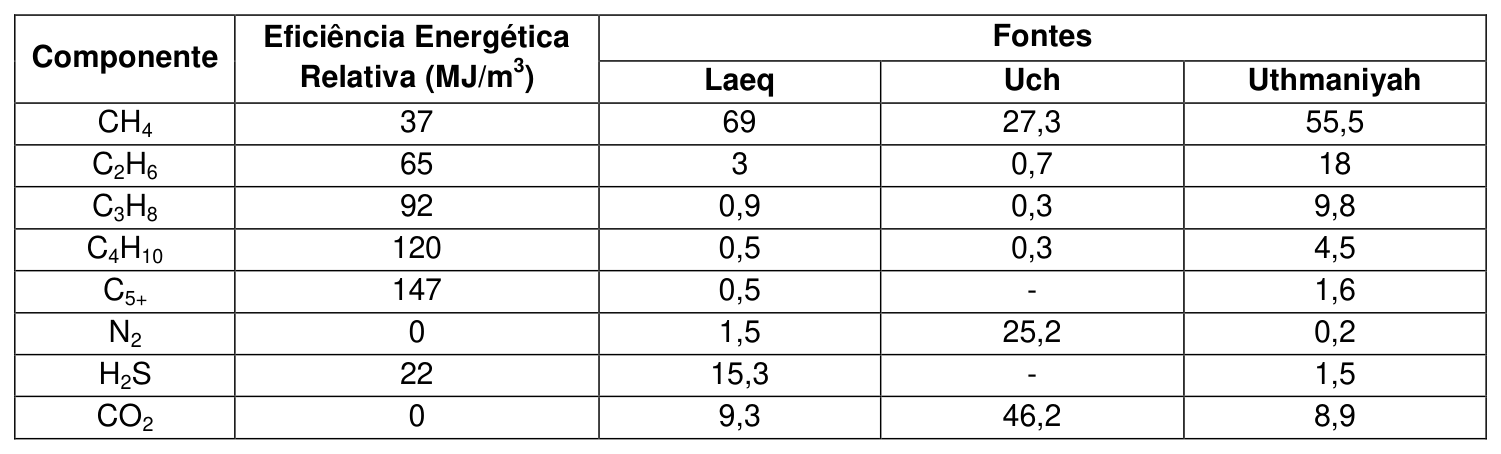 Componente Eficiência Energética Relativa (MJ/m³) Fontes
Laeq Uch Uthmaniyah
CH₄ 37 69 27,3 55,5
C₂H₆ 65 3 0,7 18
C₃H₈ 92 0,9 0,3 9,8
C₄H₁₀ 120 0,5 0,3 4,5
C₅₊ 147 0,5 - 1,6
N₂ 0 1,5 25,2 0,2
H₂S 22 15,3 - 1,5
CO₂ 0 9,3 46,2 8,9